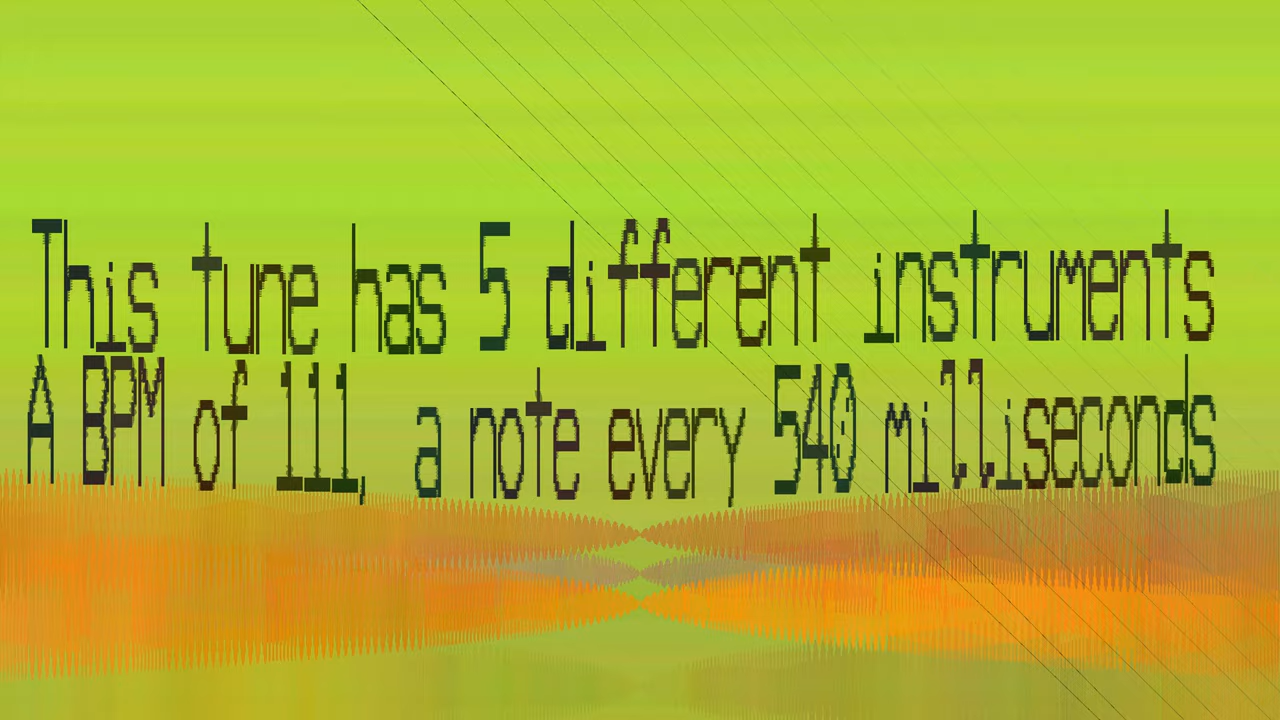 This tune has 5 different instruments
A BPM of 111, a note every 540 milliseconds